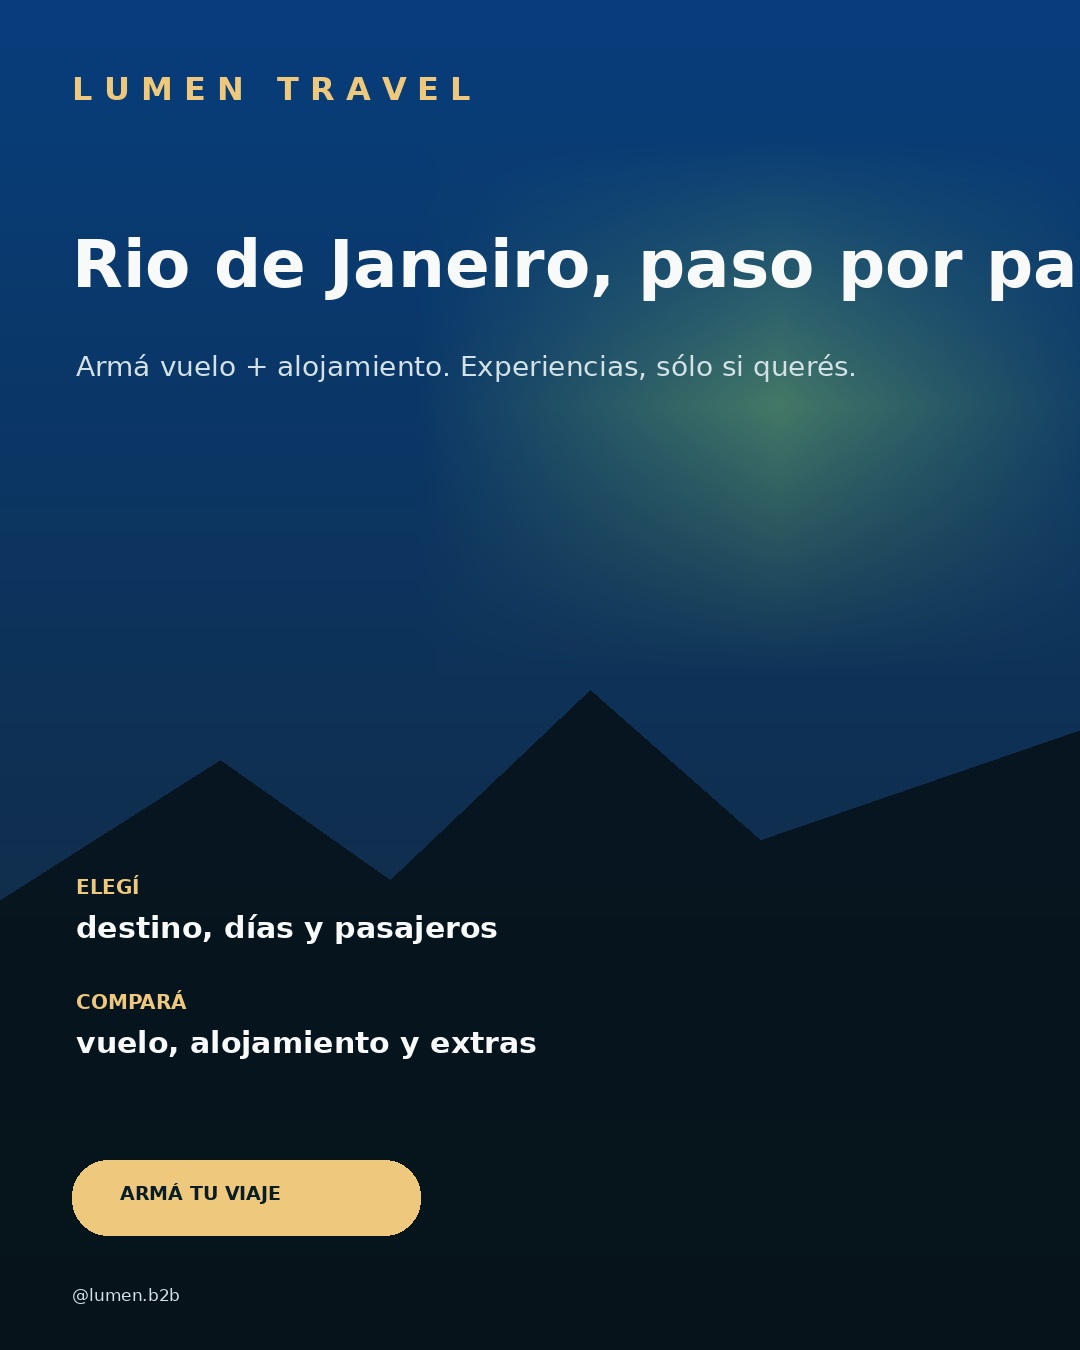 LUMEN TRAVEL
Rio de Janeiro, paso por pa
Armá vuelo + alojamiento. Experiencias, sólo si querés.
ELEGÍ
destino, días y pasajeros
COMPARÁ
vuelo, alojamiento y extras
ARMÁ TU VIAJE
@lumen.b2b